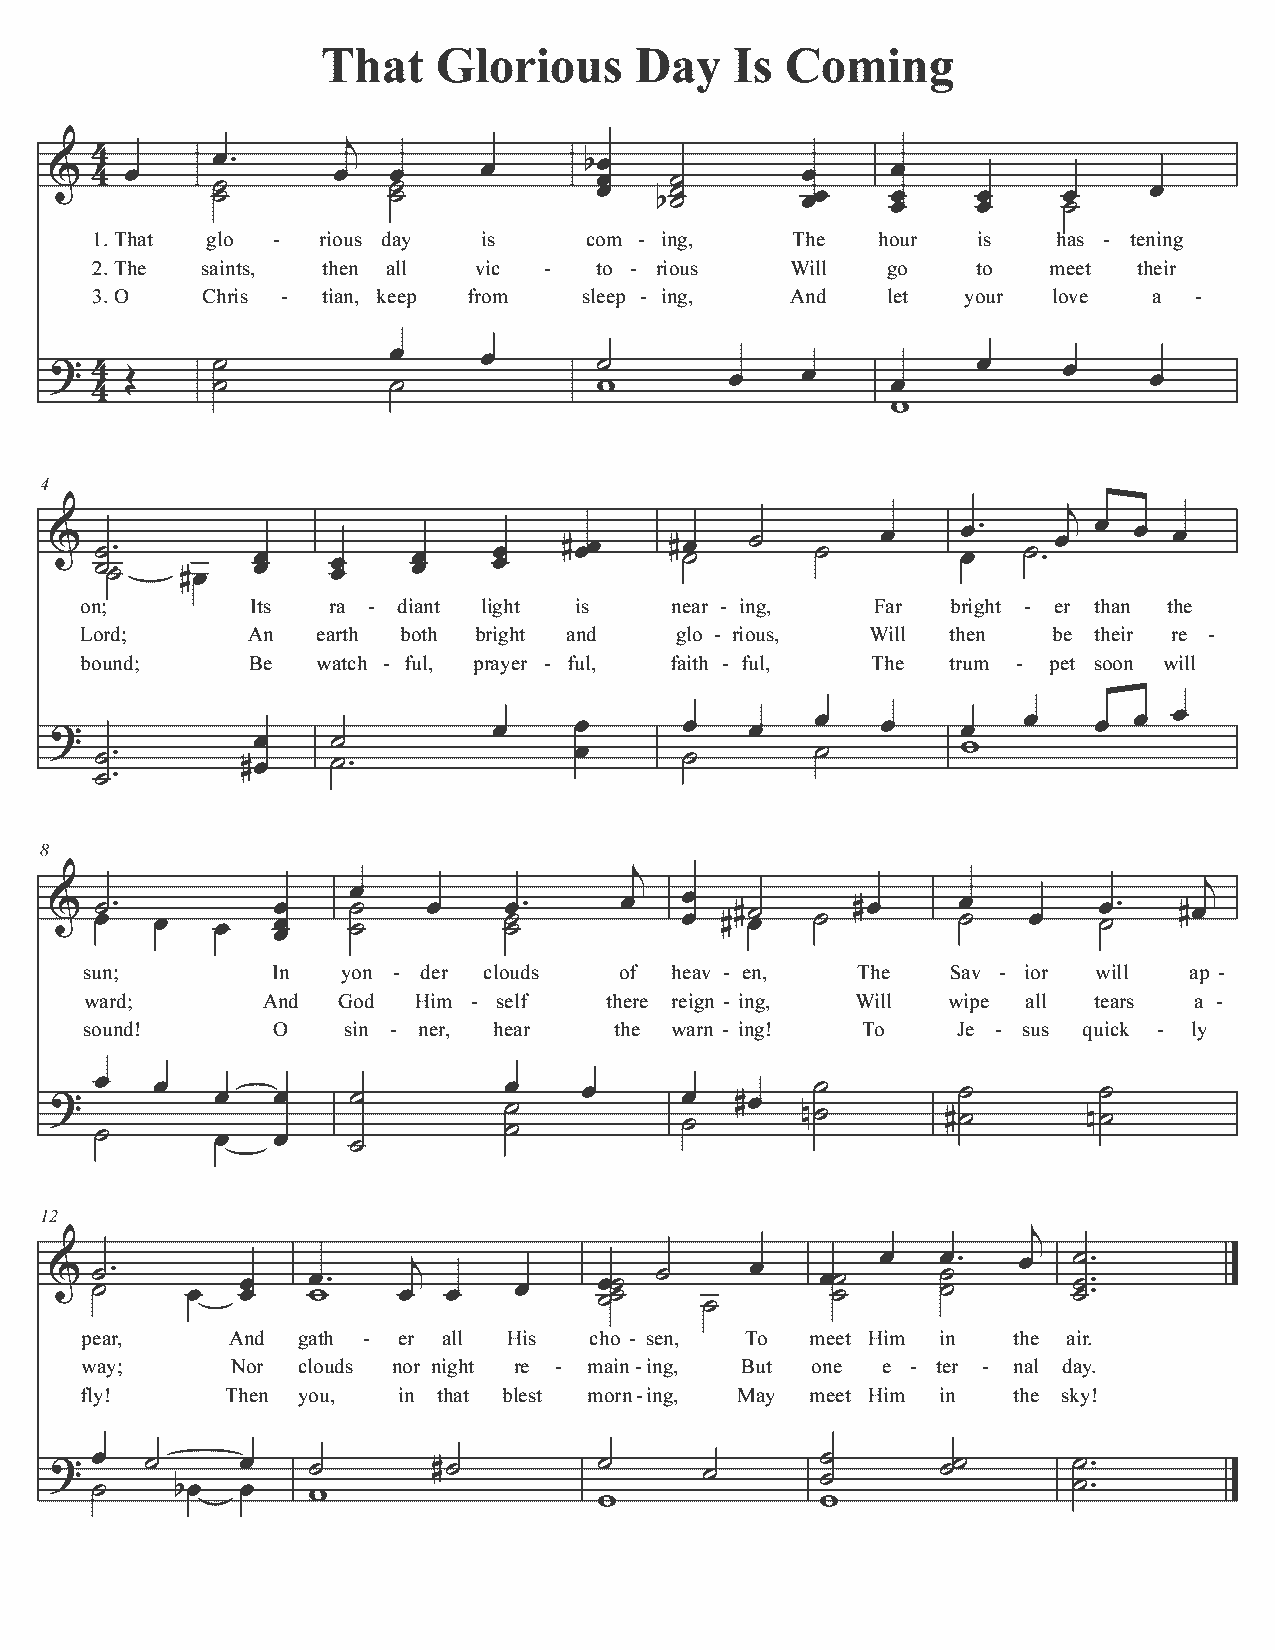 That Glorious Day Is Coming
1. That glo - rious day is com - ing, The hour is has - tening
2. The saints, then all vic - to - rious Will go to meet their
3. O Chris - tian, keep from sleep - ing, And let your love a -
4
on; Its ra - diant light is near - ing, Far bright - er than the
Lord; An earth both bright and glo - rious, Will then be their re -
bound; Be watch - ful, prayer - ful, faith - ful, The trum - pet soon will
8
sun; In yon - der clouds of heav - en, The Sav - ior will ap -
ward; And God Him - self there reign - ing, Will wipe all tears a -
sound! O sin - ner, hear the warn - ing! To Je - sus quick - ly
12
pear, And gath - er all His cho - sen, To meet Him in the air.
way; Nor clouds nor night re - main - ing, But one e - ter - nal day.
fly! Then you, in that blest morn - ing, May meet Him in the sky!